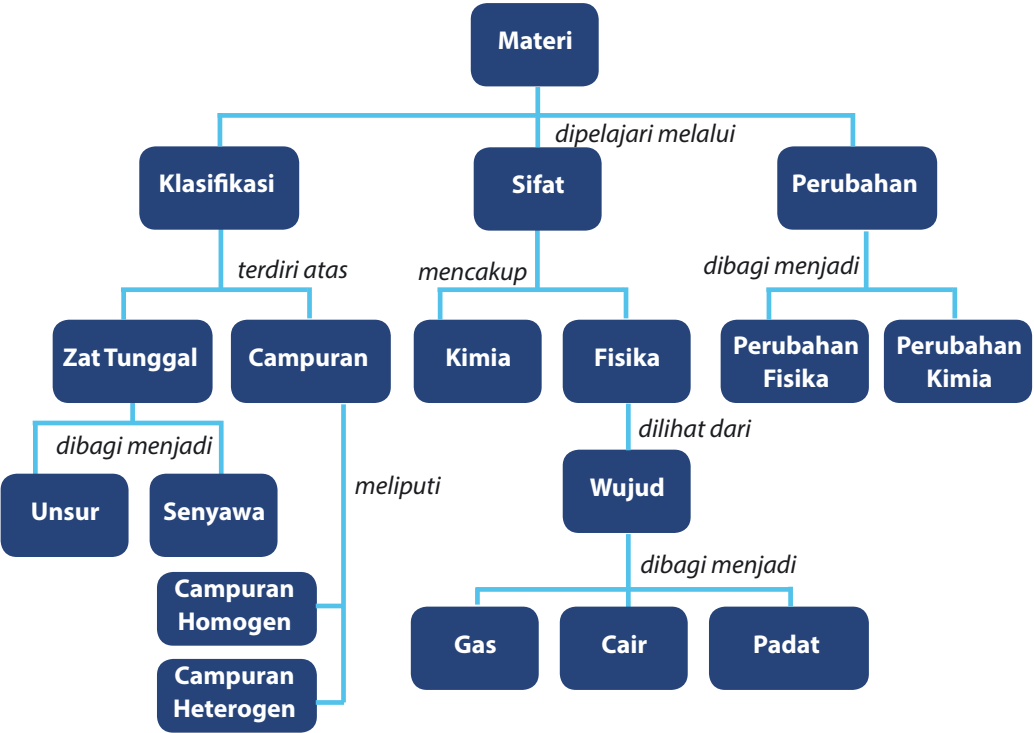 Materi
dipelajari melalui
Klasifikasi
Sifat
Perubahan
terdiri atas
mencakup
dibagi menjadi
Zat Tunggal
Campuran
Kimia
Fisika
Perubahan
Fisika
Perubahan
Kimia
dibagi menjadi
meliputi
dilihat dari
Unsur
Senyawa
Wujud
Campuran
Homogen
Campuran
Heterogen
dibagi menjadi
Gas
Cair
Padat